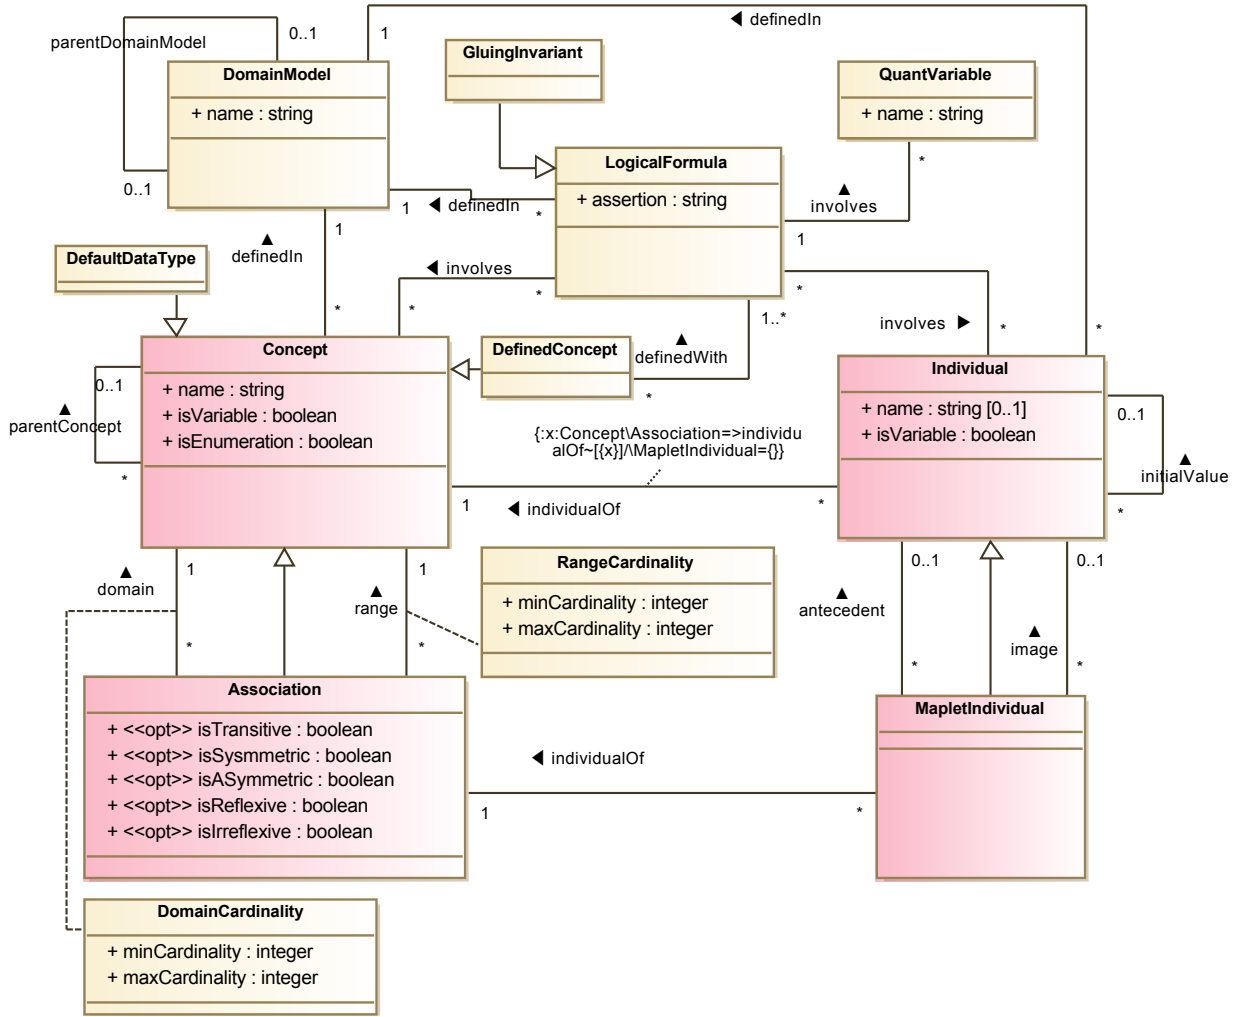 ◀ definedIn
parentDomainModel
0..1
1
DomainModel
+ name : string
0..1
GluingInvariant
QuantVariable
+ name : string
*
LogicalFormula
+ assertion : string
▲
involves
1
1
◀ definedIn
*
1
▲
definedIn
*
DefaultDataType
◀ involves
*
*
*
involves ▶
*
*
1..*
▲
definedWith
*
DefinedConcept
Concept
+ name : string
+ isVariable : boolean
+ isEnumeration : boolean
0..1
▲
parentConcept
*
Individual
+ name : string [0..1]
+ isVariable : boolean
0..1
▲
initialValue
*
{:x:Concept\Association=>individu
alOf~[{x}]/\MapletIndividual={}}
1
◀ individualOf
*
▲
domain
1
*
1
▲
range
*
RangeCardinality
+ minCardinality : integer
+ maxCardinality : integer
0..1
▲
antecedent
*
0..1
▲
image
*
Association
+ <<opt>> isTransitive : boolean
+ <<opt>> isSysmmetric : boolean
+ <<opt>> isASymmetric : boolean
+ <<opt>> isReflexive : boolean
+ <<opt>> isIrreflexive : boolean
◀ individualOf
1
*
MapletIndividual
DomainCardinality
+ minCardinality : integer
+ maxCardinality : integer